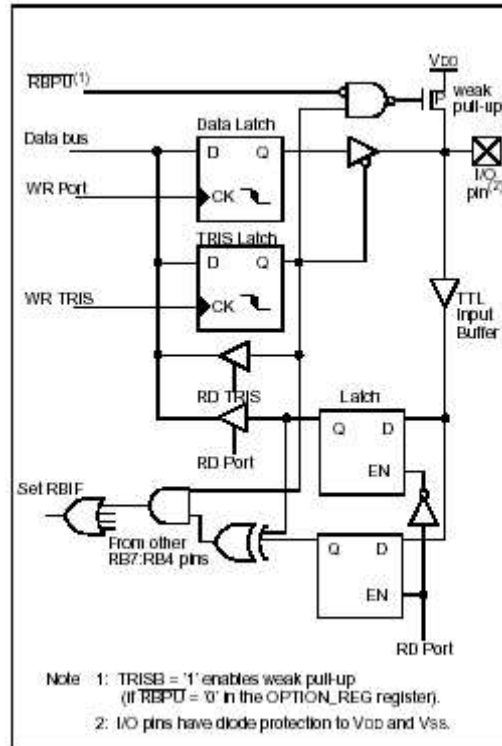 VDD
RBPU(1)
weak
pull-up
Data Latch
Data bus
D Q
I/O
pin(2)
WR Port
CK
TRIS Latch
D Q
TTL
Input
Buffer
WR TRIS
CK
RD TRIS
Latch
Q D
RD Port
EN
Set RBIF
From other
RB7:RB4 pins
Q D
EN
RD Port
Note 1: TRISB = '1' enables weak pull-up
(if RBPU = '0' in the OPTION_REG register).
2: I/O pins have diode protection to VDD and VSS.